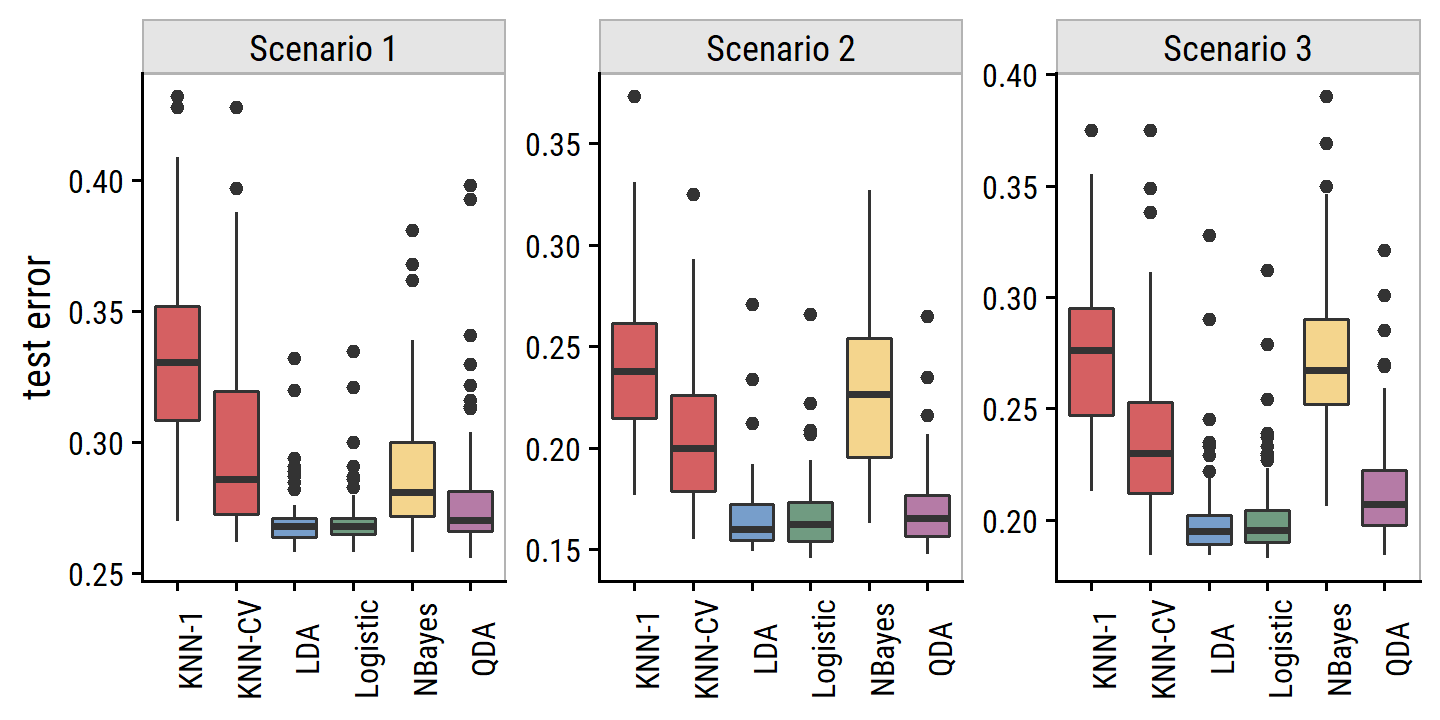 Scenario 1
Scenario 2
Scenario 3
test error
0.40
0.35
0.30
0.25
KNN-1
KNN-CV
LDA
Logistic
NBayes
QDA
0.35
0.30
0.25
0.20
0.15
KNN-1
KNN-CV
LDA
Logistic
NBayes
QDA
0.40
0.35
0.30
0.25
0.20
KNN-1
KNN-CV
LDA
Logistic
NBayes
QDA